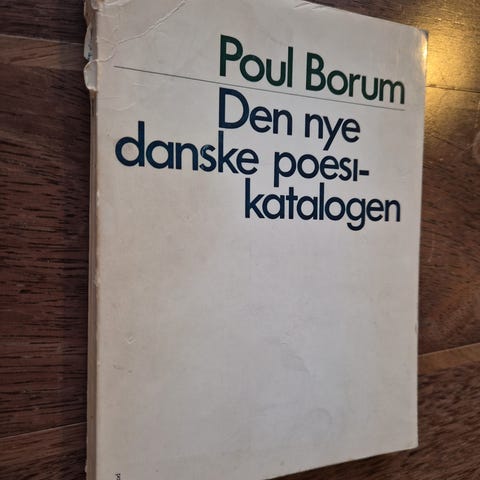 Poul Borum
Den nye
danske poesi-
katalogen